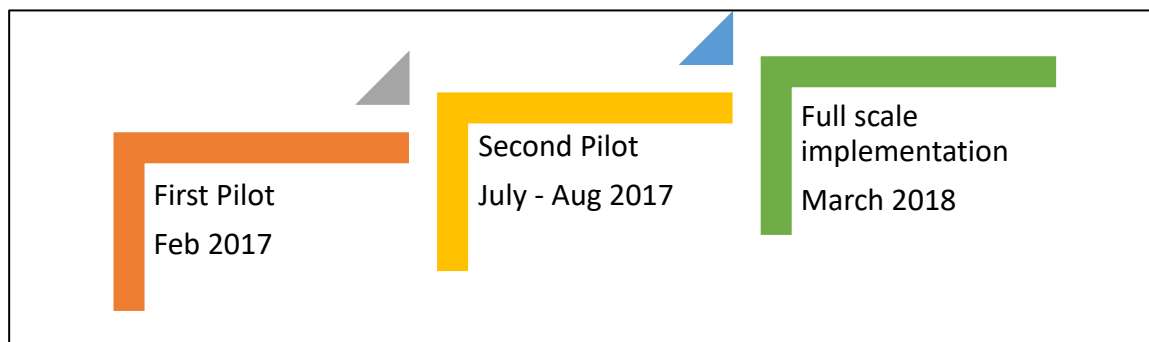 First Pilot
Feb 2017
Second Pilot
July - Aug 2017
Full scale
implementation
March 2018